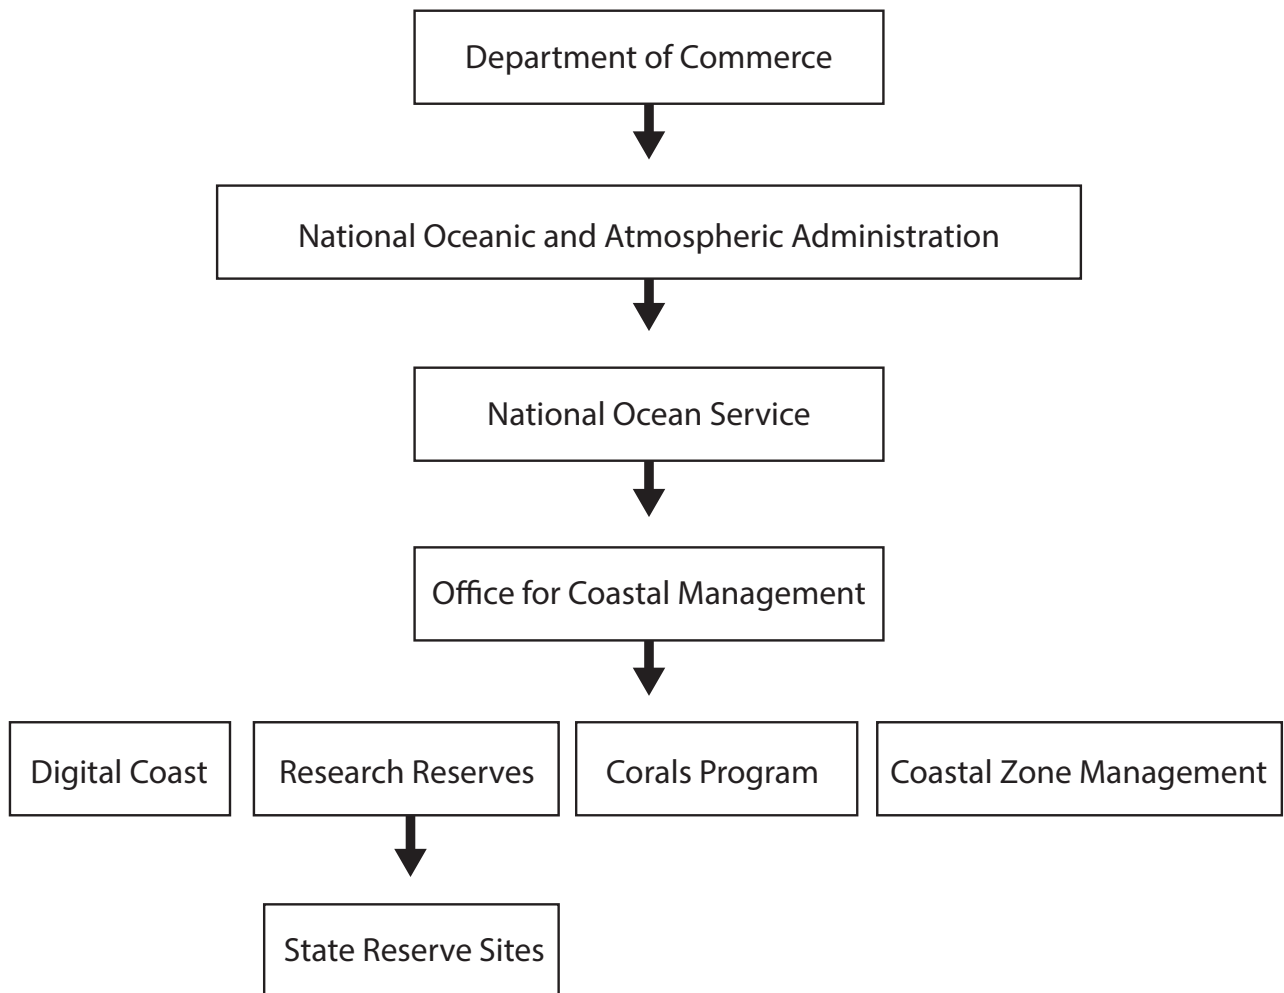 Department of Commerce
National Oceanic and Atmospheric Administration
National Ocean Service
Office for Coastal Management
Digital Coast
Research Reserves
Corals Program
Coastal Zone Management
State Reserve Sites